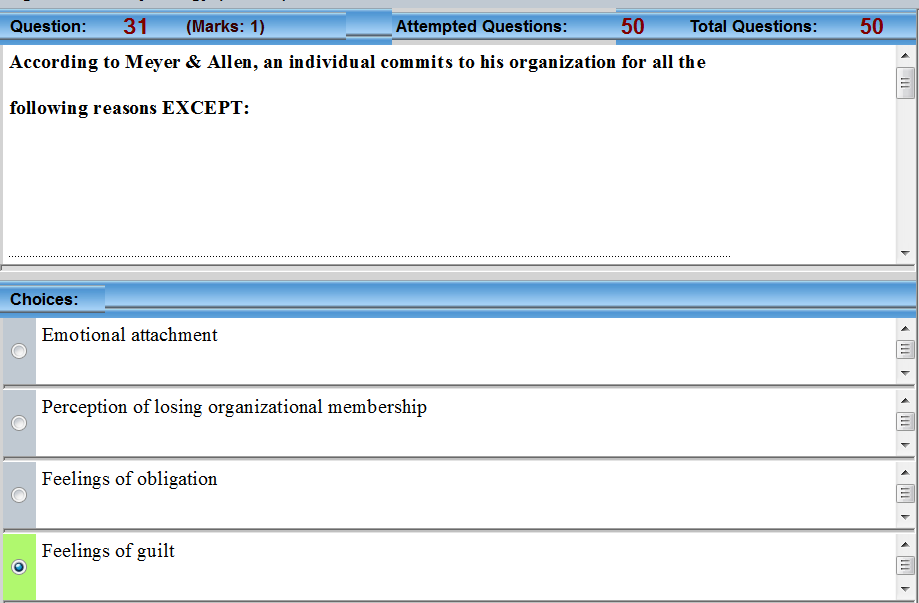 Question: 31 (Marks: 1) Attempted Questions: 50 Total Questions: 50
According to Meyer & Allen, an individual commits to his organization for all the
following reasons EXCEPT:
Choices:
Emotional attachment
Perception of losing organizational membership
Feelings of obligation
Feelings of guilt